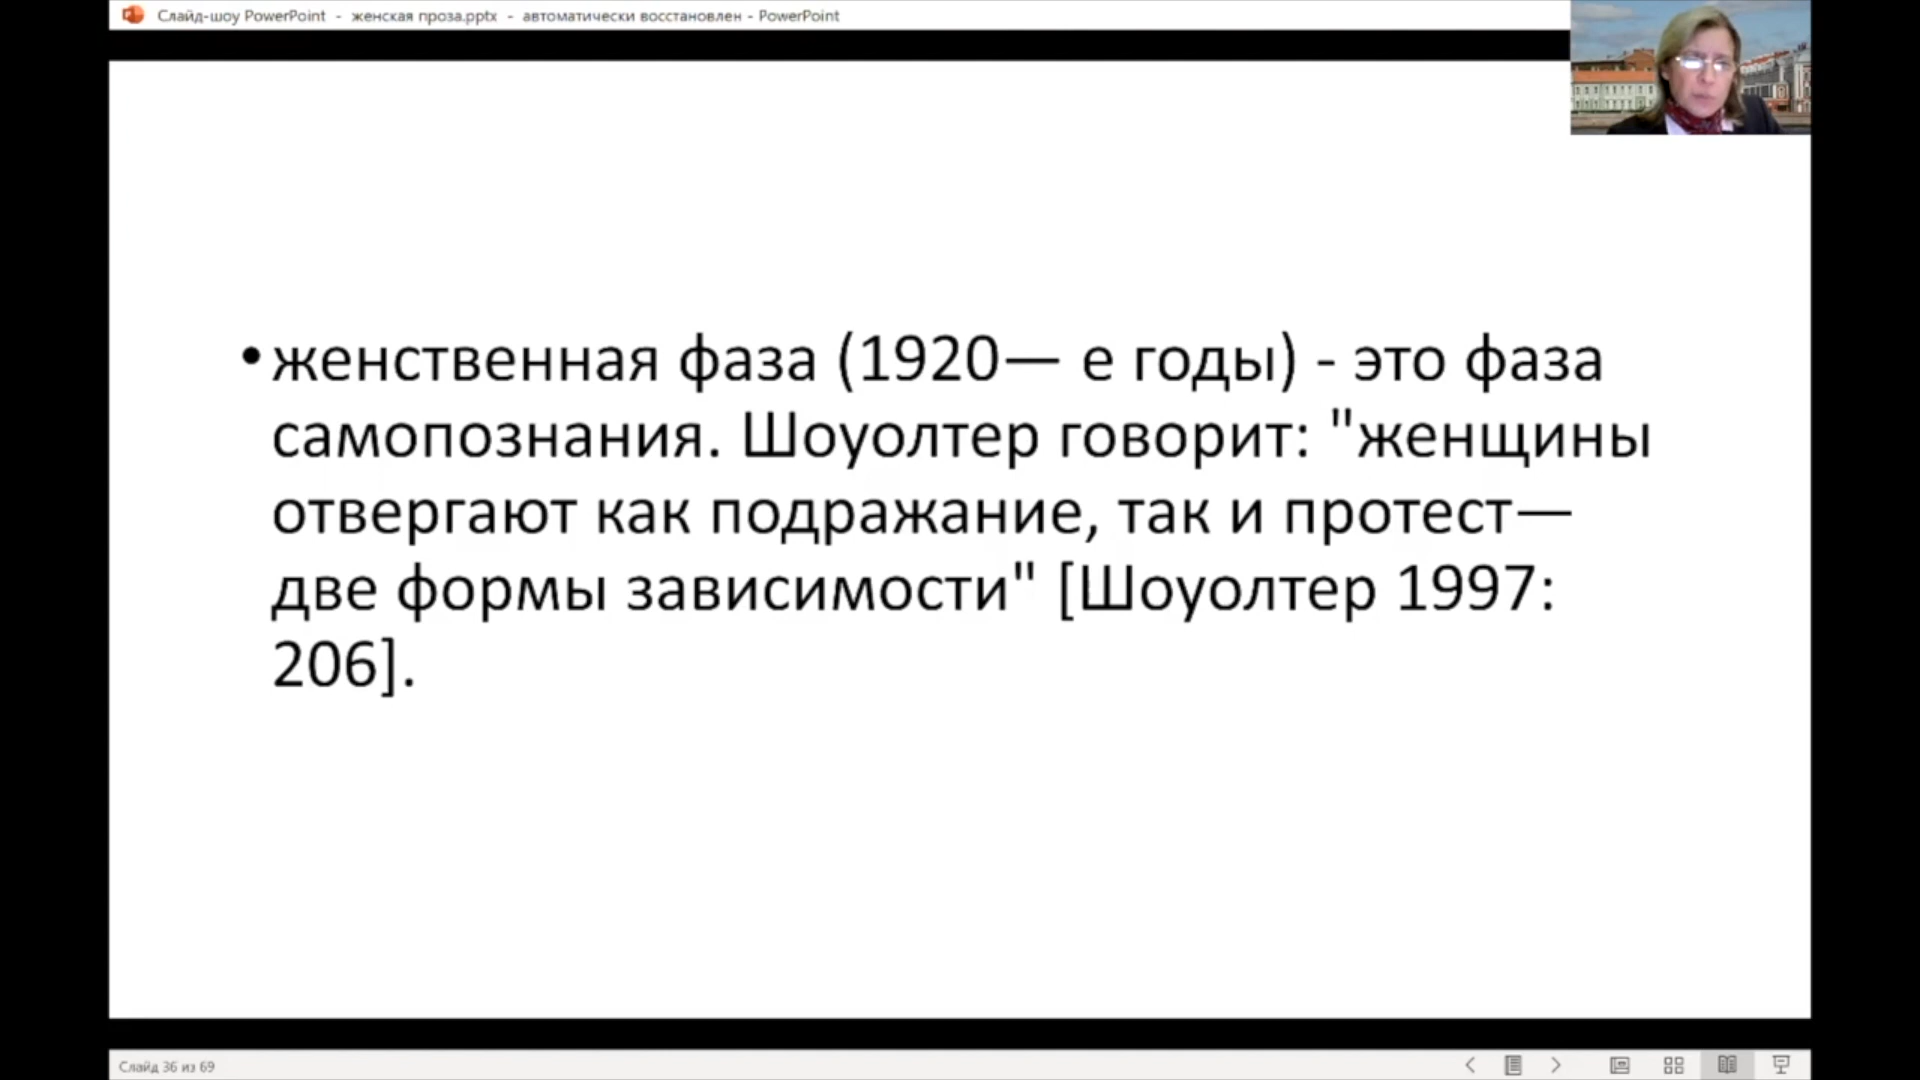 Слайд-шоу PowerPoint - женская проза.pptx - автоматически восстановлен - PowerPoint
•женственная фаза (1920— е годы) - это фаза
самопознания. Шоуолтер говорит: "женщины
отвергают как подражание, так и протест—
две формы зависимости" [Шоуолтер 1997:
206].
Слайд 36 из 69